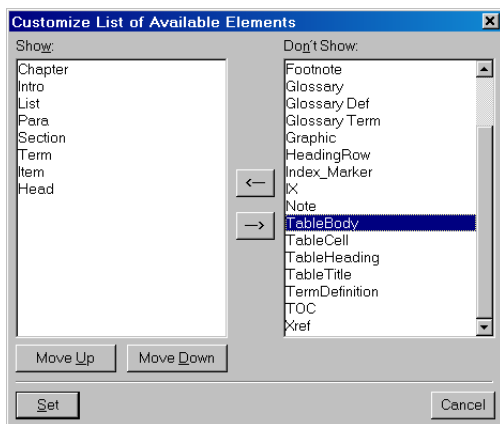 Customize List of Available Elements
Show:
Chapter
Intro
List
Para
Section
Term
Item
Head
Don't Show:
Footnote
Glossary
Glossary Def
Glossary Term
Graphic
HeadingRow
Index_Marker
IX
Note
TableBody
TableCell
TableHeading
TableTitle
TermDefinition
TOC
Xref
<—
—>
Move Up
Move Down
Set
Cancel